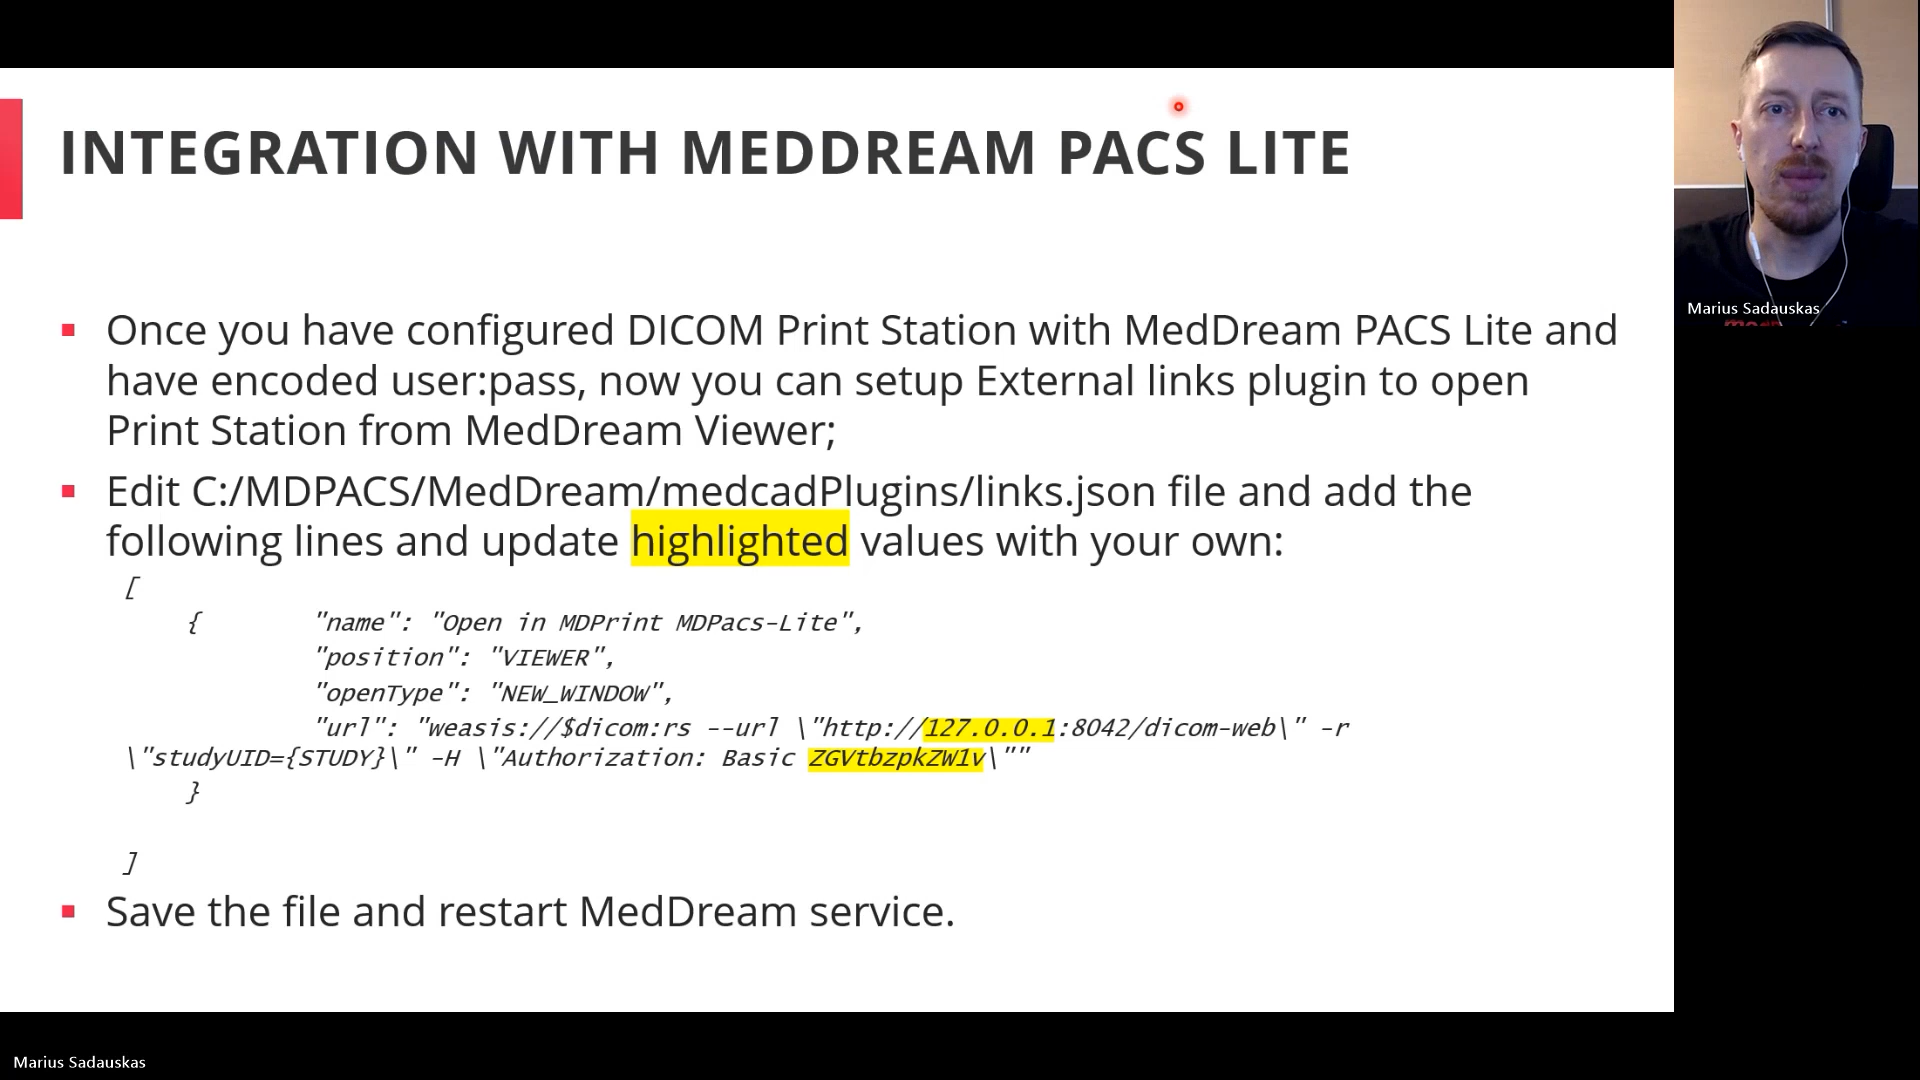 INTEGRATION WITH MEDDREAM PACS LITE
Once you have configured DICOM Print Station with MedDream PACS Lite and
have encoded user:pass, now you can setup External links plugin to open
Print Station from MedDream Viewer;
Edit C:/MDPACS/MedDream/medcadPlugins/links.json file and add the
following lines and update highlighted values with your own:
[
{ "name": "Open in MDPrint MDPacs-Lite",
"position": "VIEWER",
"openType": "NEW_WINDOW",
"url": "weasis://$dicom:rs --url \"http://127.0.0.1:8042/dicom-web\" -r
\"studyUID={STUDY}\" -H \"Authorization: Basic ZGVtbzpkZW1v\""
}
]
Save the file and restart MedDream service.
Marius Sadauskas
Marius Sadauskas